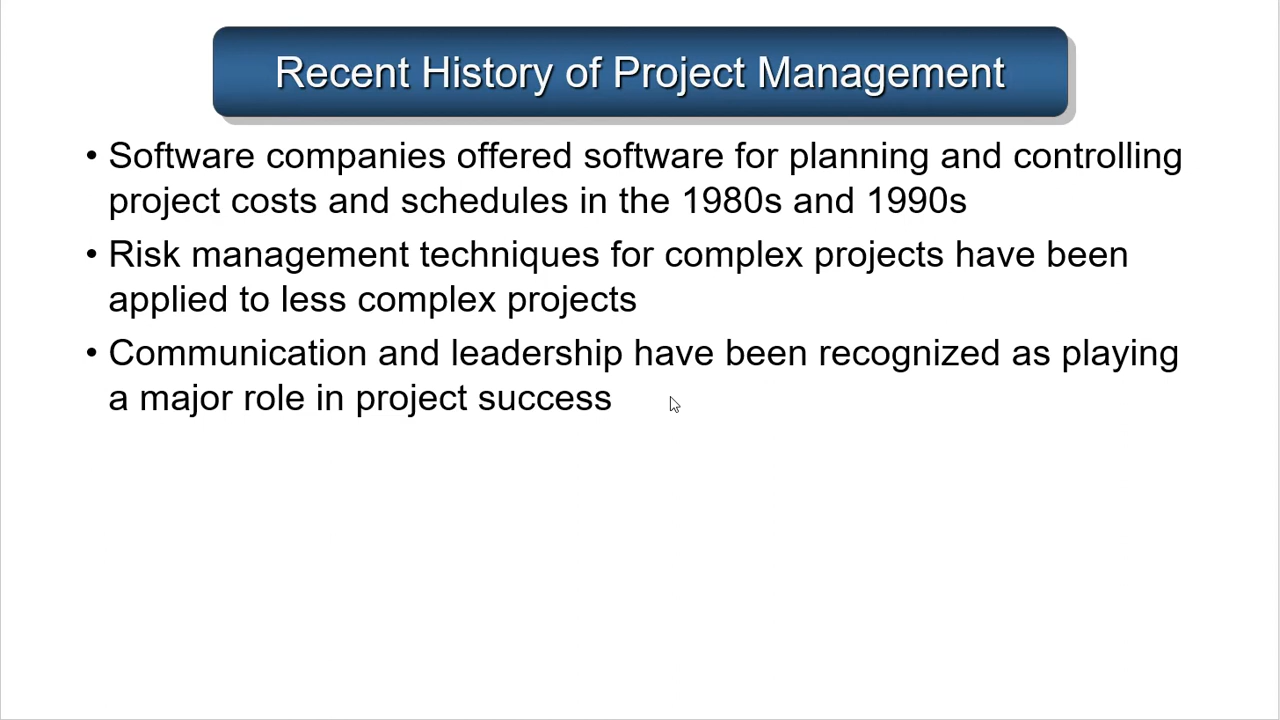 Recent History of Project Management
• Software companies offered software for planning and controlling
project costs and schedules in the 1980s and 1990s
• Risk management techniques for complex projects have been
applied to less complex projects
• Communication and leadership have been recognized as playing
a major role in project success